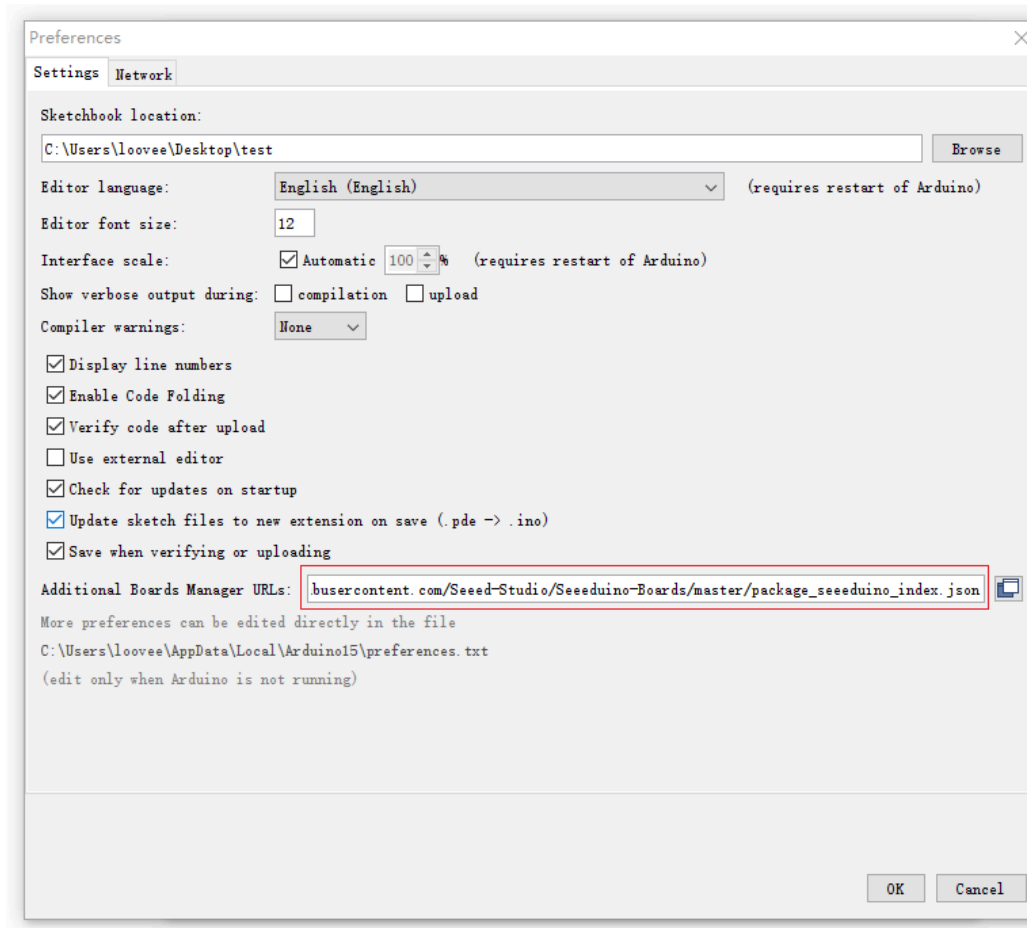 Preferences
Settings Network
Sketchbook location:
C:\Users\loovee\Desktop\test Browse
Editor language: English (English) (requires restart of Arduino)
Editor font size: 12
Interface scale: Automatic 100 % (requires restart of Arduino)
Show verbose output during: compilation upload
Compiler warnings: None
Display line numbers
Enable Code Folding
Verify code after upload
Use external editor
Check for updates on startup
Update sketch files to new extension on save (.pde -> .ino)
Save when verifying or uploading
Additional Boards Manager URLs: busercontent.com/Seeed-Studio/Seeeduino-Boards/master/package_seeeduino_index.json
More preferences can be edited directly in the file
C:\Users\loovee\AppData\Local\Arduino15\preferences.txt
(edit only when Arduino is not running)
OK Cancel